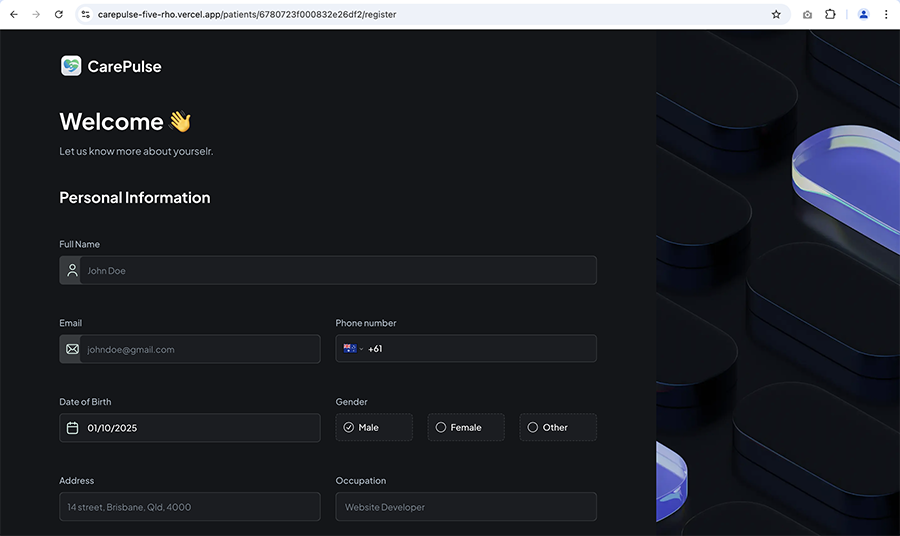 carepulse-five-rho.vercel.app/patients/6780723f000832e26df2/register
CarePulse
Welcome 👋
Let us know more about yourselr.
Personal Information
Full Name
John Doe
Email
Phone number
johndoe@gmail.com
+61
Date of Birth
Gender
01/10/2025
Male
Female
Other
Address
Occupation
14 street, Brisbane, Qld, 4000
Website Developer